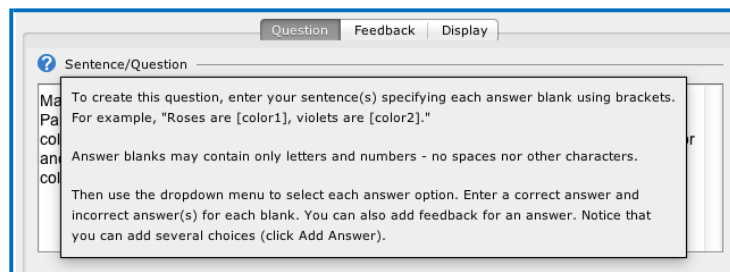 Question Feedback Display
Sentence/Question
To create this question, enter your sentence(s) specifying each answer blank using brackets.
For example, "Roses are [color1], violets are [color2]."
Answer blanks may contain only letters and numbers - no spaces nor other characters.
Then use the dropdown menu to select each answer option. Enter a correct answer and
incorrect answer(s) for each blank. You can also add feedback for an answer. Notice that
you can add several choices (click Add Answer).